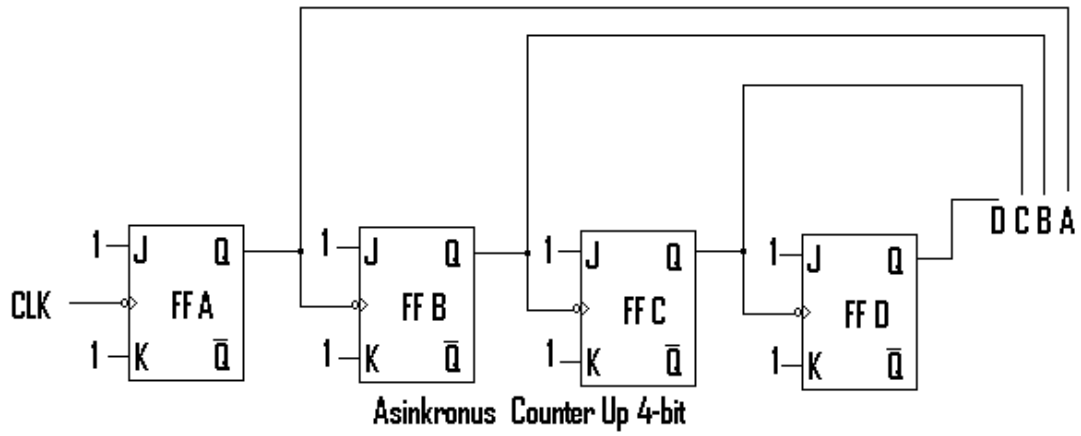 D C B A
1 J Q 1 J Q 1 J Q 1 J Q
CLK FF A FF B FF C FF D
1 K Q̅ 1 K Q̅ 1 K Q̅ 1 K Q̅
Asinkronus Counter Up 4-bit